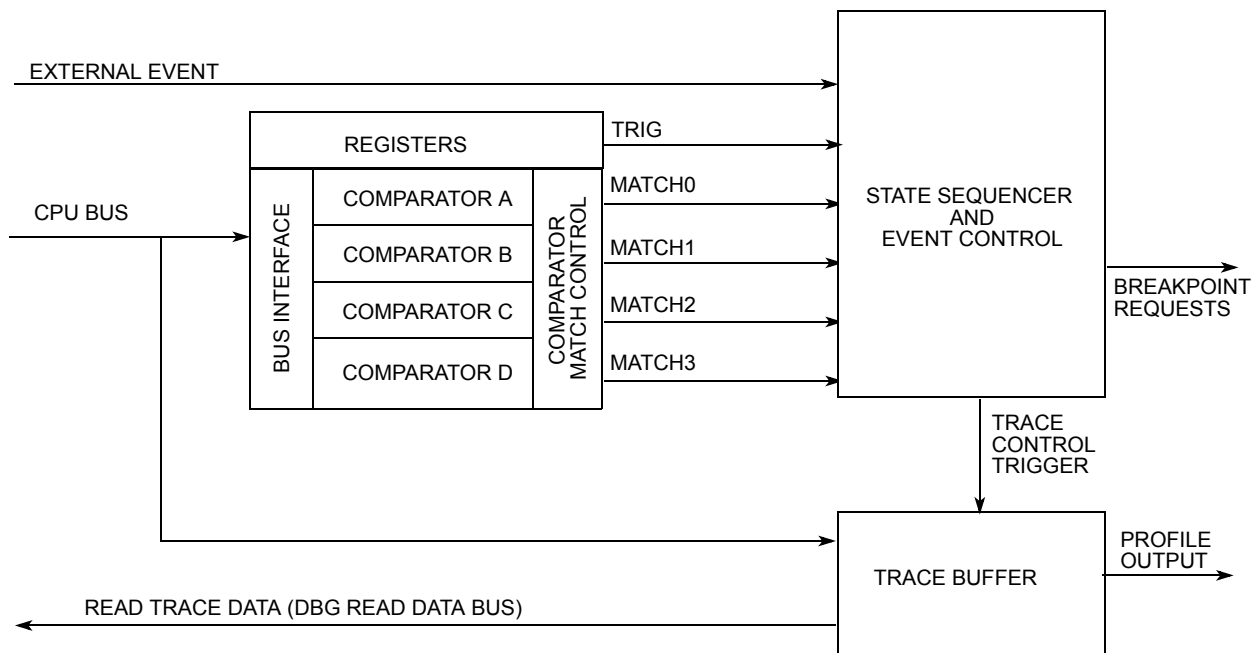 EXTERNAL EVENT
REGISTERS
TRIG
CPU BUS
BUS INTERFACE
COMPARATOR A
COMPARATOR B
COMPARATOR C
COMPARATOR D
COMPARATOR
MATCH CONTROL
MATCH0
MATCH1
MATCH2
MATCH3
STATE SEQUENCER
AND
EVENT CONTROL
BREAKPOINT
REQUESTS
TRACE
CONTROL
TRIGGER
TRACE BUFFER
PROFILE
OUTPUT
READ TRACE DATA (DBG READ DATA BUS)